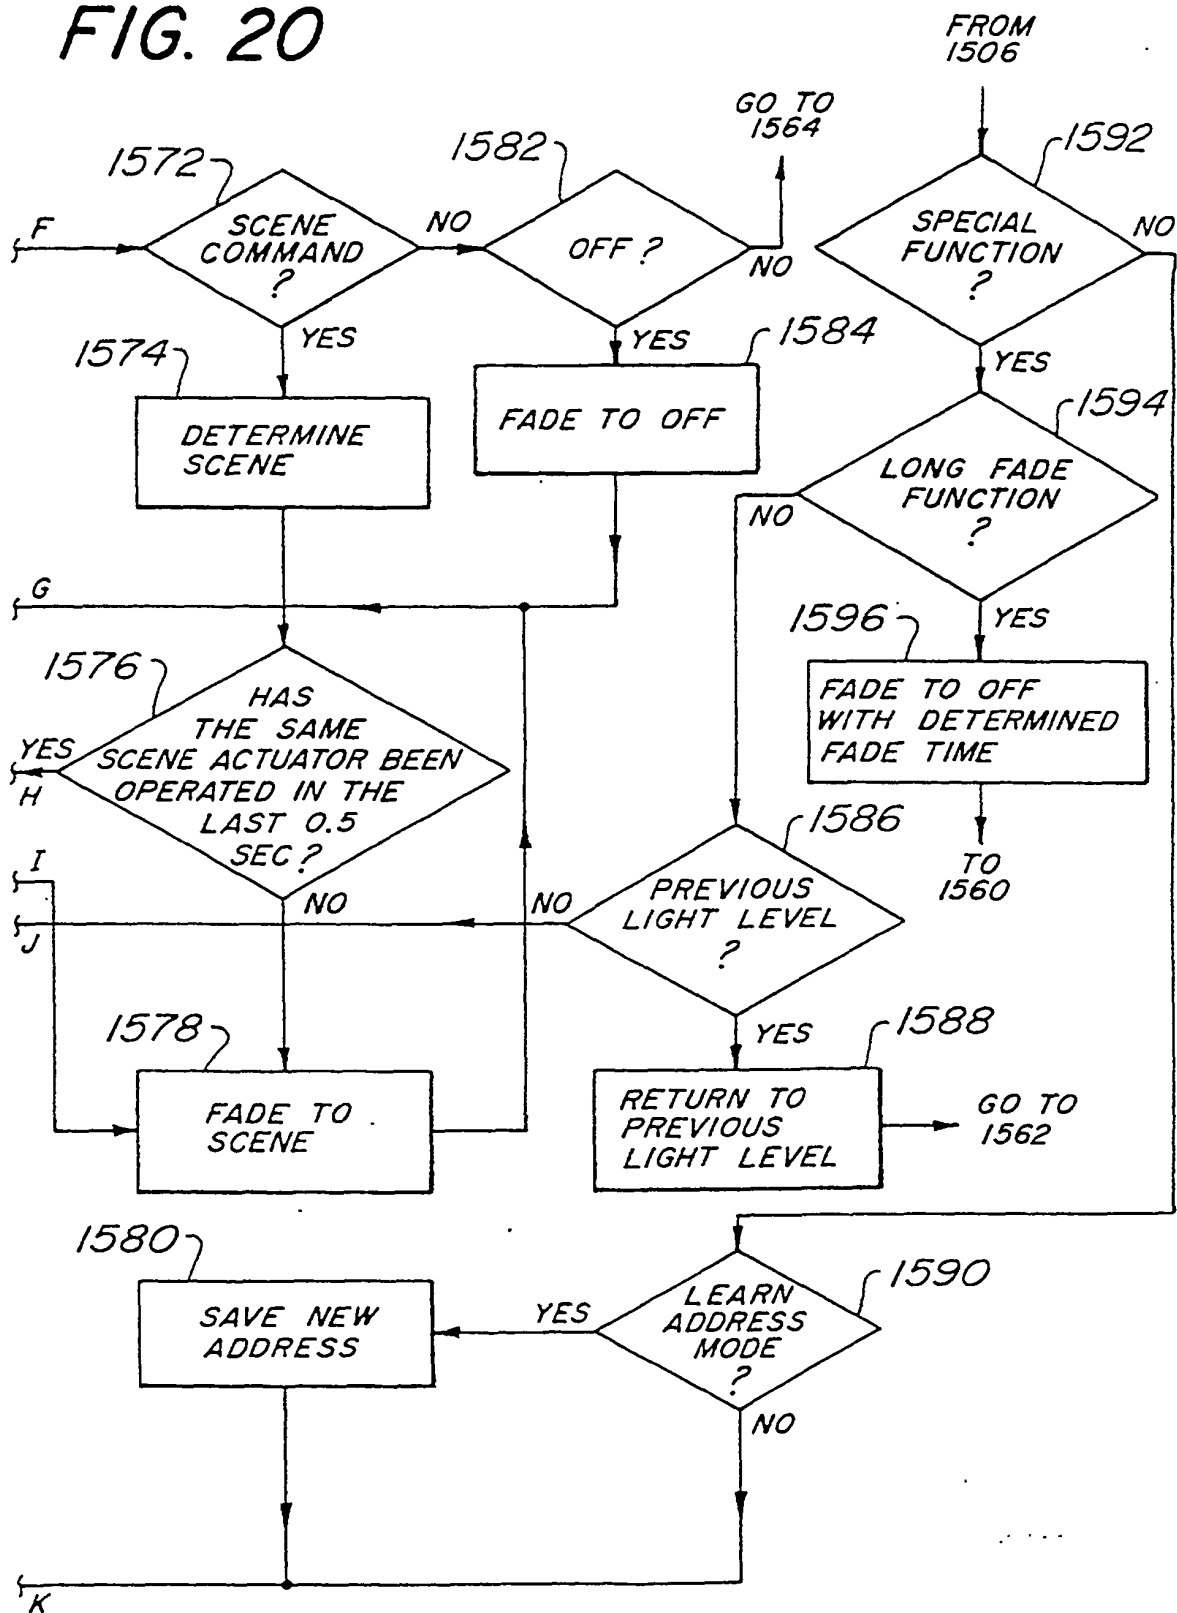 FIG. 20
FROM
1506
GO TO
1564
1572
1582
1592
F
SCENE
COMMAND
?
NO
OFF ?
NO
SPECIAL
FUNCTION
?
NO
YES
YES
YES
1574
1584
1594
DETERMINE
SCENE
FADE TO OFF
LONG FADE
FUNCTION
?
NO
YES
G
1576
1596
HAS
THE SAME
SCENE ACTUATOR BEEN
OPERATED IN THE
LAST 0.5
SEC ?
YES
H
NO
FADE TO OFF
WITH DETERMINED
FADE TIME
TO
1560
I
J
1586
PREVIOUS
LIGHT LEVEL
?
NO
YES
1578
1588
FADE TO
SCENE
RETURN TO
PREVIOUS
LIGHT LEVEL
GO TO
1562
1580
1590
SAVE NEW
ADDRESS
YES
LEARN
ADDRESS
MODE
?
NO
K